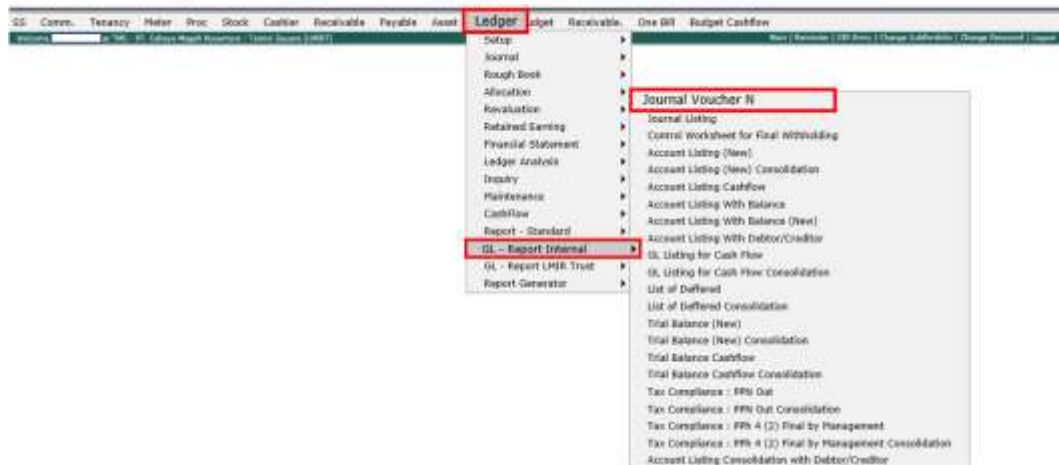 SS Comm. Tenancy Meter Proc Stock Cashier Receivable Payable Asset Ledger Budget Receivable. One Bill Budget Cashflow
Welcome
Setup
Journal
Rough Book
Allocation
Revaluation
Retained Earning
Financial Statement
Ledger Analysis
Inquiry
Maintenance
CashFlow
Report - Standard
GL - Report Internal
GL - Report LMIR Trust
Report Generator
Journal Voucher N
Journal Listing
Control Worksheet for Final Withholding
Account Listing (New)
Account Listing (New) Consolidation
Account Listing Cashflow
Account Listing With Balance
Account Listing With Balance (New)
Account Listing With Debtor/Creditor
GL Listing for Cash Flow
GL Listing for Cash Flow Consolidation
List of Deffered
List of Deffered Consolidation
Trial Balance (New)
Trial Balance (New) Consolidation
Trial Balance Cashflow
Trial Balance Cashflow Consolidation
Tax Compliance : PPN Out
Tax Compliance : PPN Out Consolidation
Tax Compliance : PPh 4 (2) Final by Management
Tax Compliance : PPh 4 (2) Final by Management Consolidation
Account Listing Consolidation with Debtor/Creditor